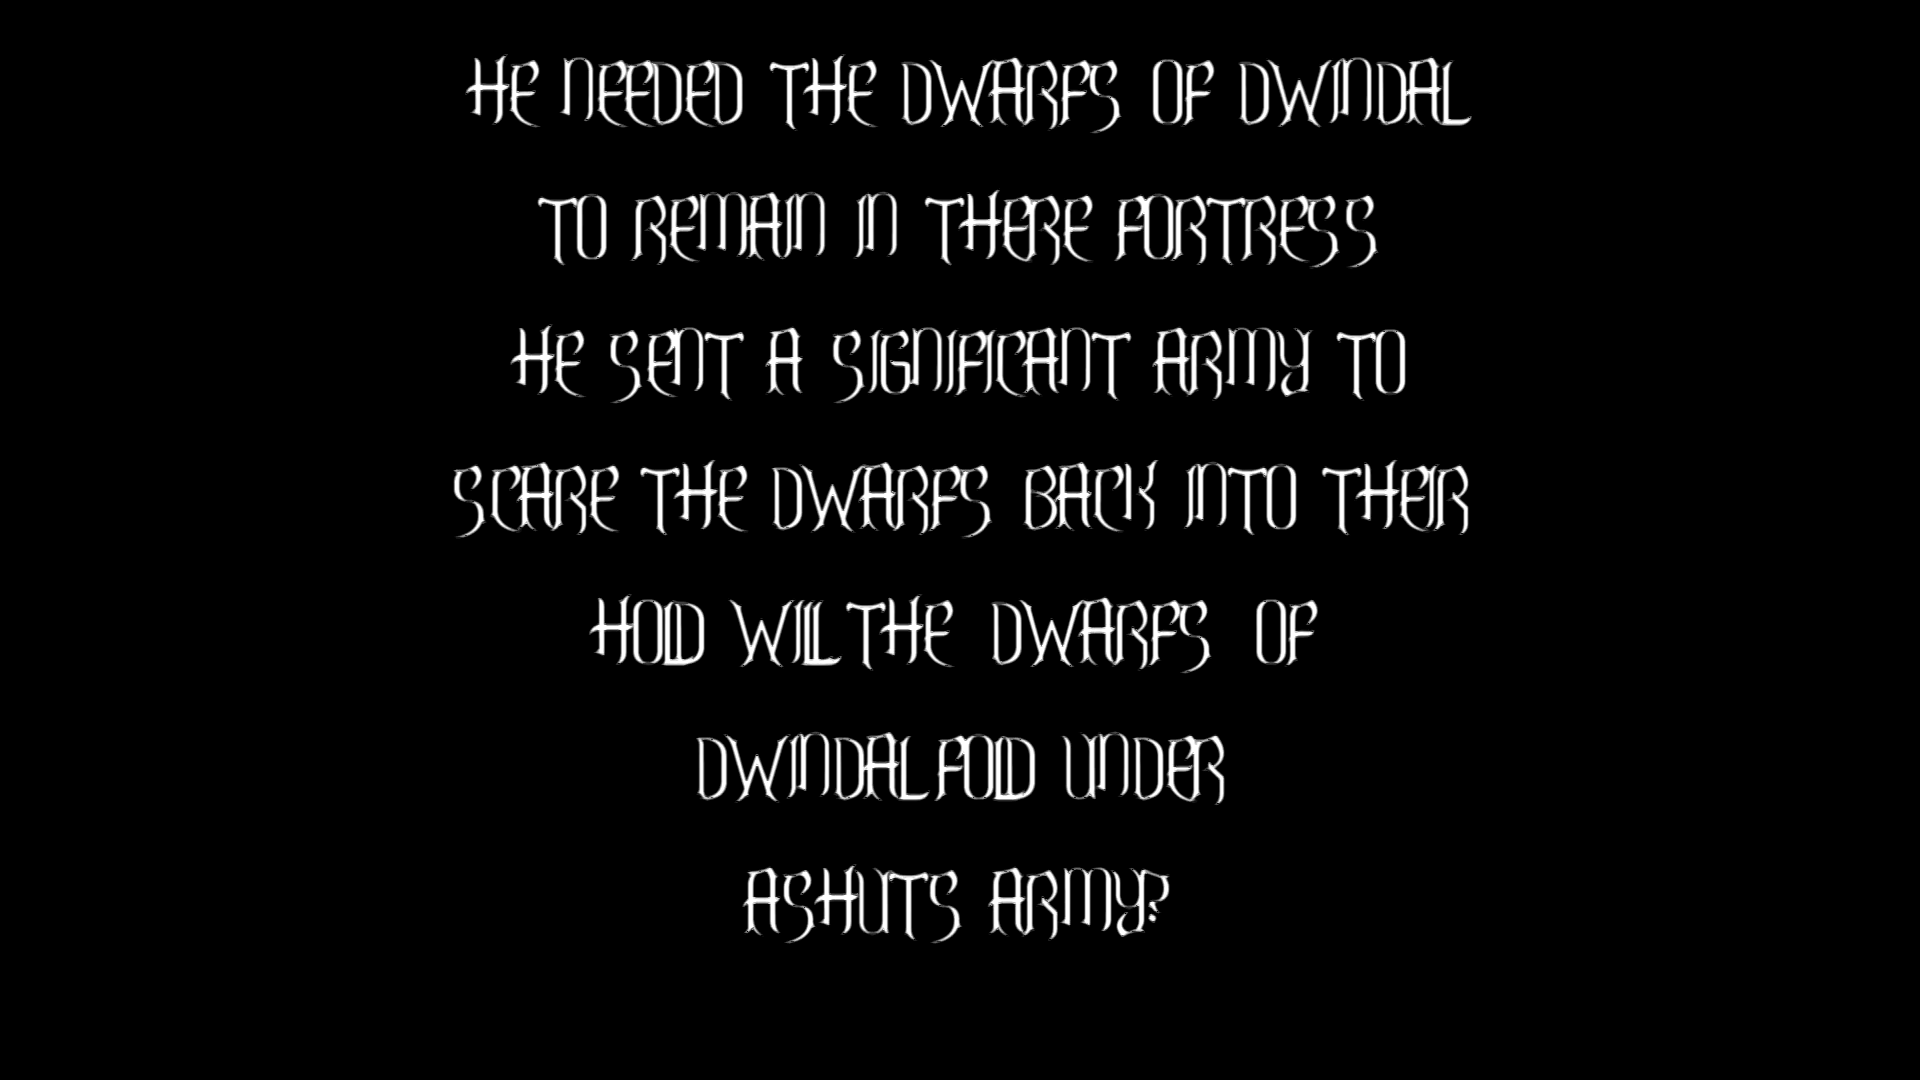 HE NEEDED THE DWARFS OF DWINDAL
TO REMAIN IN THERE FORTRESS
HE SENT A SIGNIFICANT ARMY TO
SCARE THE DWARFS BACK INTO THEIR
HOLD WILL THE DWARFS OF
DWINDAL FOLD UNDER
ASHUTS ARMY?